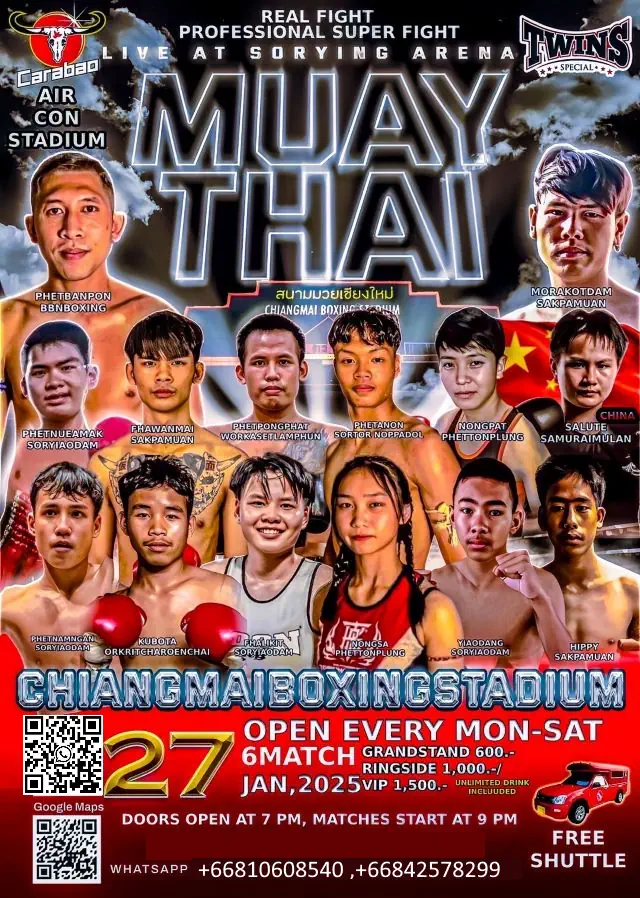 REAL FIGHT
PROFESSIONAL SUPER FIGHT
LIVE AT SORYING ARENA
Carabao
TWINS
SPECIAL
AIR
CON
STADIUM
MUAY
THAI
PHETBANPON
BBNBOXING
MORAKOTDAM
SAKPAMUAN
สนามมวยเชียงใหม่
CHIANGMAI BOXING STADIUM
PHETNUEAMAK
SORYIAODAM
FHAWANMAI
SAKPAMUAN
PHETPONGPHAT
WORKASETLAMPHUN
PHETANON
SORTOR NOPPADOL
NONGPAT
PHETTONPLUNG
CHINA
SALUTE
SAMURAIMULAN
PHETNAMNGAN
SORYIAODAM
KUBOTA
ORKRITCHAROENCHAI
FHALIKIT
SORYIAODAM
NONGSA
PHETTONPLUNG
YIAODANG
SORYIAODAM
HIPPY
SAKPAMUAN
CHIANGMAIBOXINGSTADIUM
27
OPEN EVERY MON-SAT
6MATCH
JAN,2025
GRANDSTAND 600.-
RINGSIDE 1,000.-/
VIP 1,500.-
UNLIMITED DRINK
INCLUUDED
Google Maps
DOORS OPEN AT 7 PM, MATCHES START AT 9 PM
FREE
SHUTTLE
WHATSAPP +66810608540 ,+66842578299